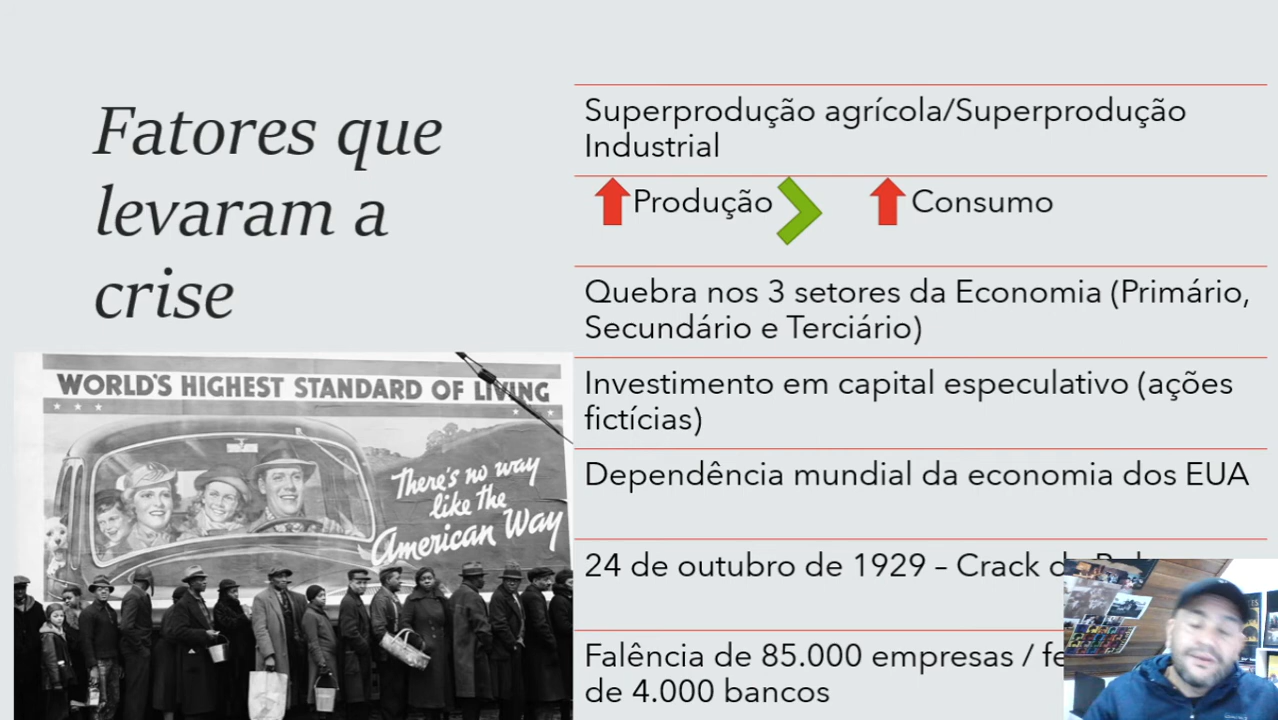 Fatores que
levaram a
crise
Superprodução agrícola/Superprodução
Industrial
Produção
Consumo
Quebra nos 3 setores da Economia (Primário,
Secundário e Terciário)
Investimento em capital especulativo (ações
fictícias)
Dependência mundial da economia dos EUA
24 de outubro de 1929 – Crack
Falência de 85.000 empresas /
de 4.000 bancos
WORLD'S HIGHEST STANDARD OF LIVING
There's no way
like the
American Way